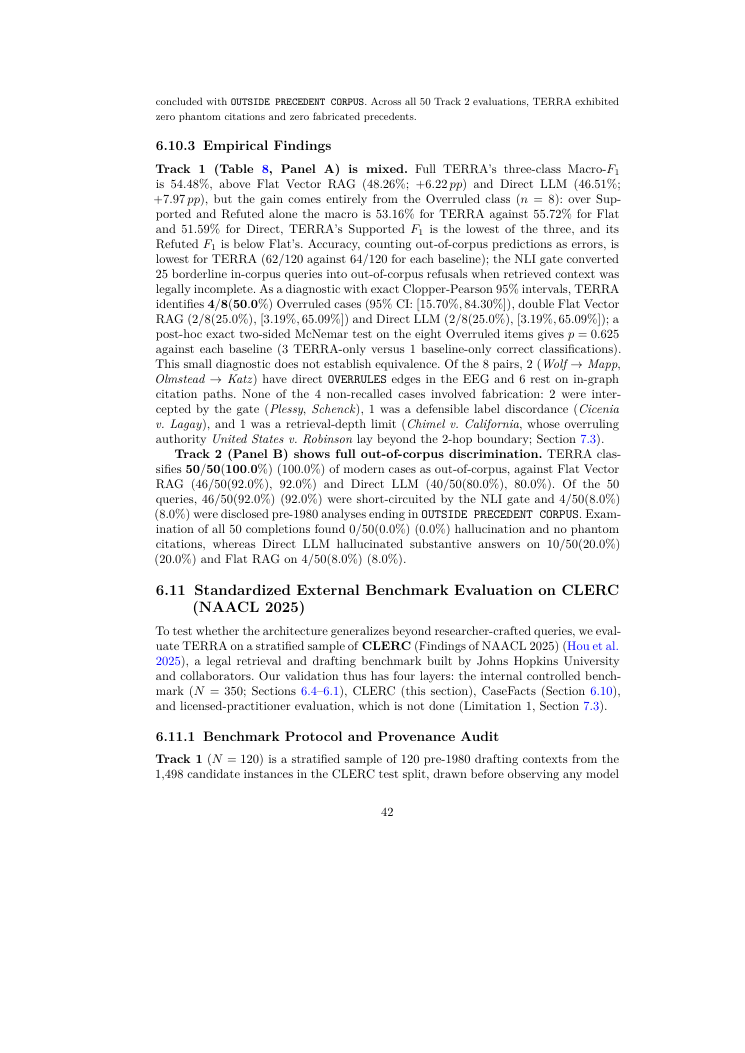 concluded with OUTSIDE PRECEDENT CORPUS. Across all 50 Track 2 evaluations, TERRA exhibited
zero phantom citations and zero fabricated precedents.
6.10.3 Empirical Findings
Track 1 (Table 8, Panel A) is mixed. Full TERRA's three-class Macro-F1
is 54.48%, above Flat Vector RAG (48.26%; +6.22 pp) and Direct LLM (46.51%;
+7.97 pp), but the gain comes entirely from the Overruled class (n = 8): over Sup-
ported and Refuted alone the macro is 53.16% for TERRA against 55.72% for Flat
and 51.59% for Direct, TERRA's Supported F1 is the lowest of the three, and its
Refuted F1 is below Flat's. Accuracy, counting out-of-corpus predictions as errors, is
lowest for TERRA (62/120 against 64/120 for each baseline); the NLI gate converted
25 borderline in-corpus queries into out-of-corpus refusals when retrieved context was
legally incomplete. As a diagnostic with exact Clopper-Pearson 95% intervals, TERRA
identifies 4/8(50.0%) Overruled cases (95% CI: [15.70%, 84.30%]), double Flat Vector
RAG (2/8(25.0%), [3.19%, 65.09%]) and Direct LLM (2/8(25.0%), [3.19%, 65.09%]); a
post-hoc exact two-sided McNemar test on the eight Overruled items gives p = 0.625
against each baseline (3 TERRA-only versus 1 baseline-only correct classifications).
This small diagnostic does not establish equivalence. Of the 8 pairs, 2 (Wolf → Mapp,
Olmstead → Katz) have direct OVERRULES edges in the EEG and 6 rest on in-graph
citation paths. None of the 4 non-recalled cases involved fabrication: 2 were inter-
cepted by the gate (Plessy, Schenck), 1 was a defensible label discordance (Cicenia
v. Lagay), and 1 was a retrieval-depth limit (Chimel v. California, whose overruling
authority United States v. Robinson lay beyond the 2-hop boundary; Section 7.3).
Track 2 (Panel B) shows full out-of-corpus discrimination. TERRA clas-
sifies 50/50(100.0%) (100.0%) of modern cases as out-of-corpus, against Flat Vector
RAG (46/50(92.0%), 92.0%) and Direct LLM (40/50(80.0%), 80.0%). Of the 50
queries, 46/50(92.0%) (92.0%) were short-circuited by the NLI gate and 4/50(8.0%)
(8.0%) were disclosed pre-1980 analyses ending in OUTSIDE PRECEDENT CORPUS. Exam-
ination of all 50 completions found 0/50(0.0%) (0.0%) hallucination and no phantom
citations, whereas Direct LLM hallucinated substantive answers on 10/50(20.0%)
(20.0%) and Flat RAG on 4/50(8.0%) (8.0%).
6.11 Standardized External Benchmark Evaluation on CLERC
(NAACL 2025)
To test whether the architecture generalizes beyond researcher-crafted queries, we eval-
uate TERRA on a stratified sample of CLERC (Findings of NAACL 2025) (Hou et al.
2025), a legal retrieval and drafting benchmark built by Johns Hopkins University
and collaborators. Our validation thus has four layers: the internal controlled bench-
mark (N = 350; Sections 6.4–6.1), CLERC (this section), CaseFacts (Section 6.10),
and licensed-practitioner evaluation, which is not done (Limitation 1, Section 7.3).
6.11.1 Benchmark Protocol and Provenance Audit
Track 1 (N = 120) is a stratified sample of 120 pre-1980 drafting contexts from the
1,498 candidate instances in the CLERC test split, drawn before observing any model
42